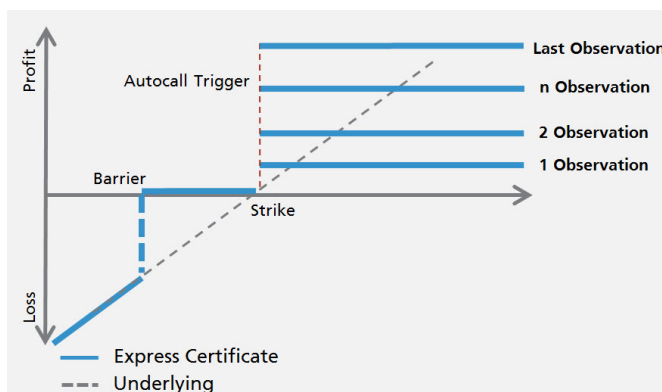 Profit
Last Observation
Autocall Trigger
n Observation
2 Observation
1 Observation
Barrier
Strike
Loss
Express Certificate
Underlying